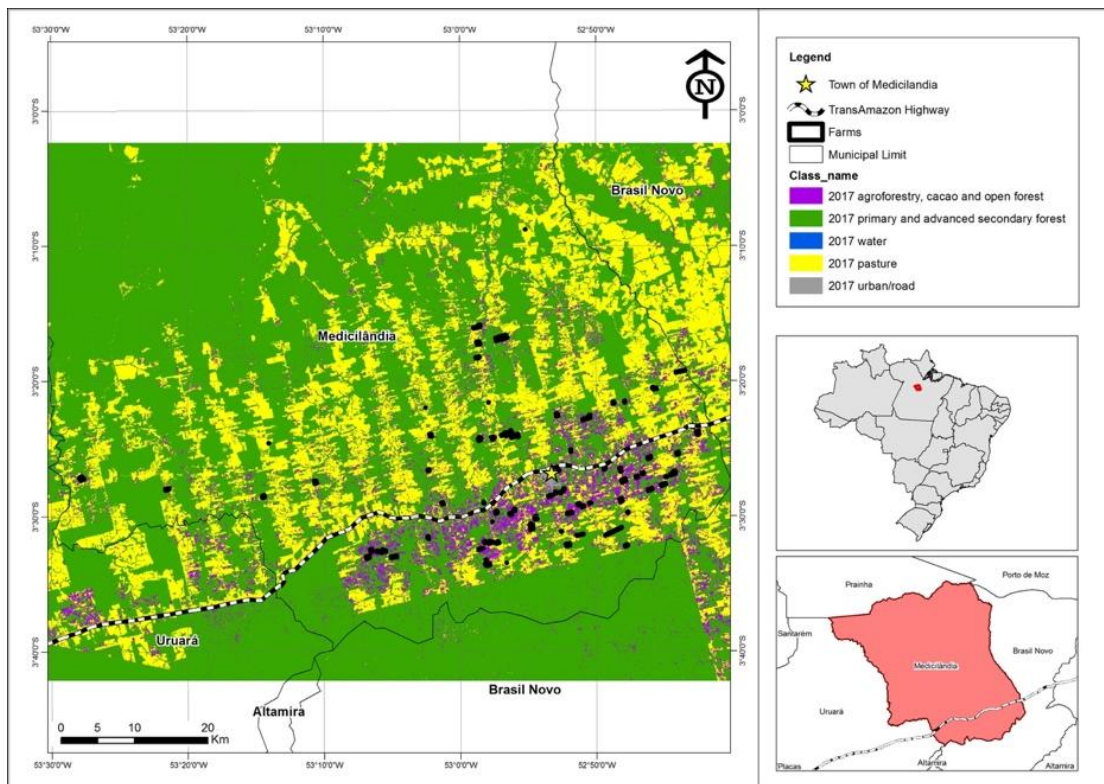 53°30'0"W 53°20'0"W 53°10'0"W 53°0'0"W 52°50'0"W
N
3°0'0"S 3°0'0"S
Brasil Novo
3°10'0"S 3°10'0"S
Medicilândia
3°20'0"S 3°20'0"S
3°30'0"S 3°30'0"S
Uruará
3°40'0"S 3°40'0"S
Brasil Novo
Altamira
0 5 10 20
Km
53°30'0"W 53°20'0"W 53°10'0"W 53°0'0"W 52°50'0"W
Legend
Town of Medicilandia
TransAmazon Highway
Farms
Municipal Limit
Class_name
2017 agroforestry, cacao and open forest
2017 primary and advanced secondary forest
2017 water
2017 pasture
2017 urban/road
Prainha
Porto de Moz
Santarém
Medicilândia
Brasil Novo
Uruará
Placas
Altamira
Altamira